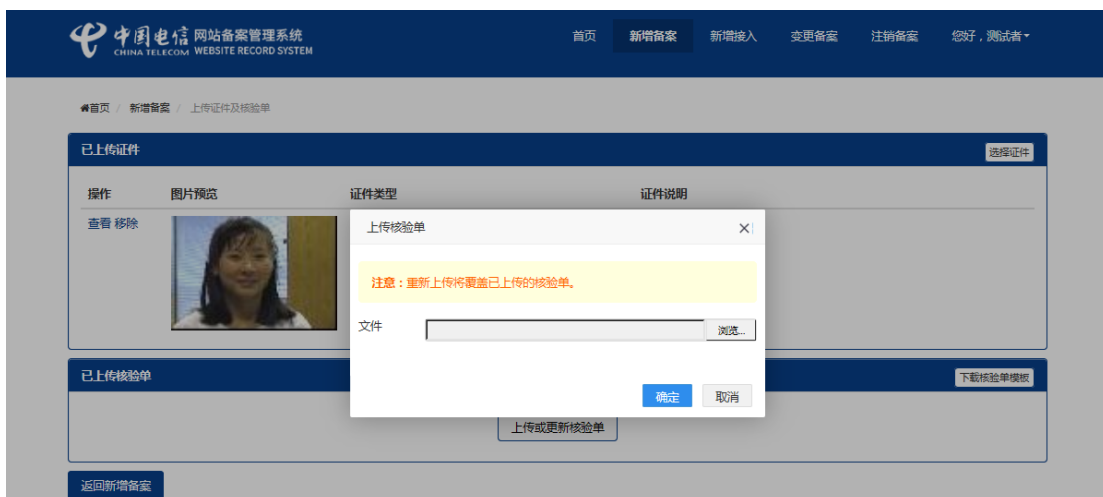 中国电信 网站备案管理系统
CHINA TELECOM WEBSITE RECORD SYSTEM
首页 新增备案 新增接入 变更备案 注销备案 您好，测试者
首页 / 新增备案 / 上传证件及核验单
已上传证件 选择证件
操作 图片预览 证件类型 证件说明
查看 移除
上传核验单
注意：重新上传将覆盖已上传的核验单。
文件 浏览...
确定 取消
已上传核验单 下载核验单模板
上传或更新核验单
返回新增备案